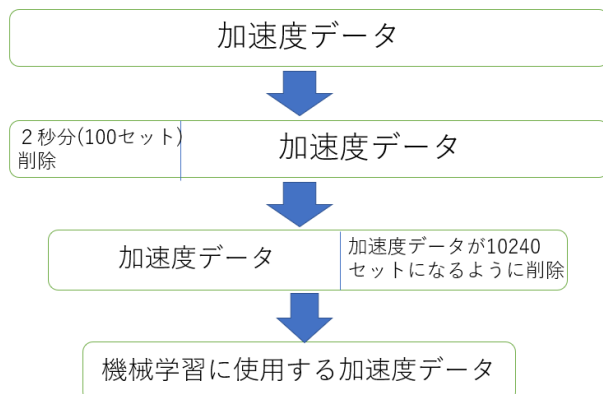 加速度データ
２秒分(100セット)
削除
加速度データ
加速度データ
加速度データが10240
セットになるように削除
機械学習に使用する加速度データ